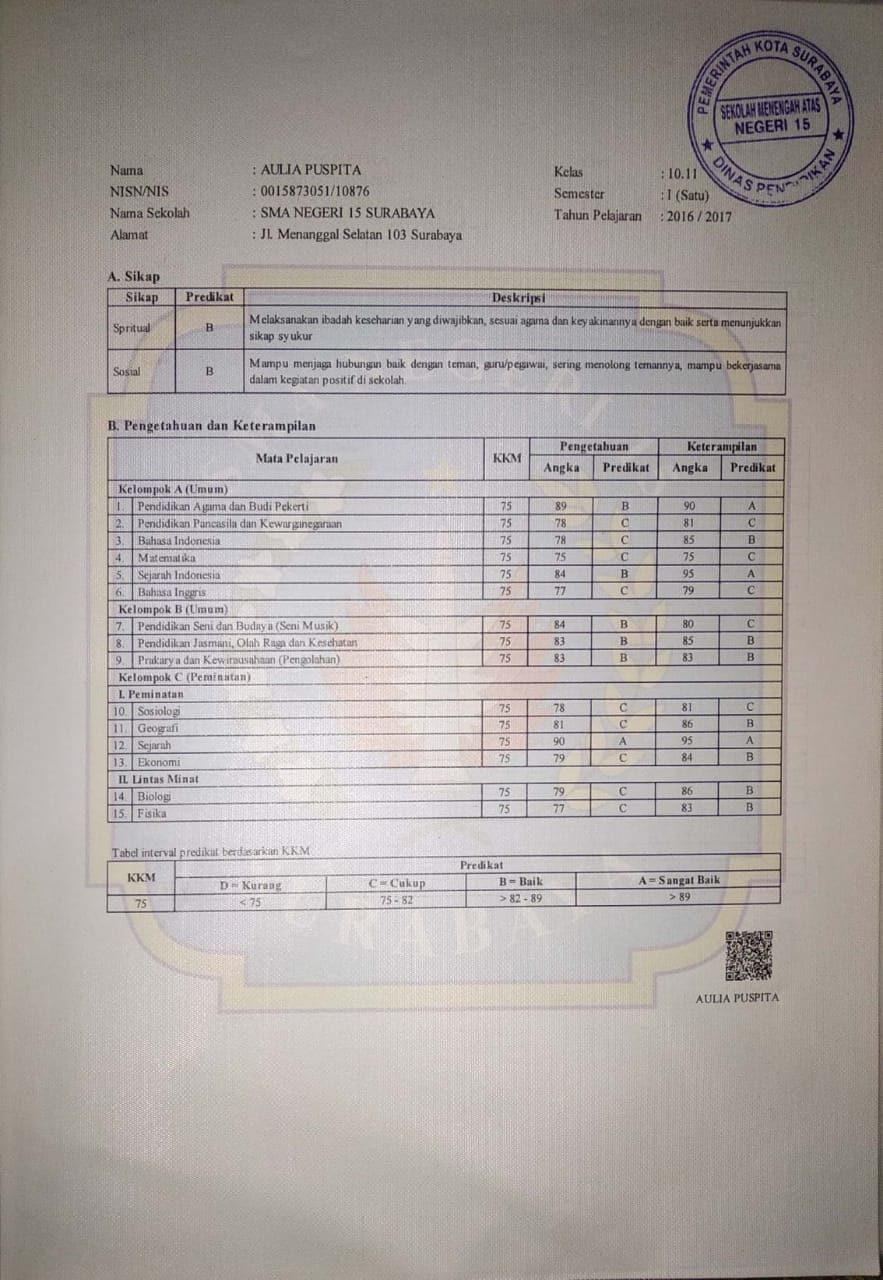 PEMERINTAH KOTA SURABAYA
SEKOLAH MENENGAH ATAS
NEGERI 15
DINAS PENDIDIKAN
Nama : AULIA PUSPITA Kelas : 10.11
NISN/NIS : 0015873051/10876 Semester : I (Satu)
Nama Sekolah : SMA NEGERI 15 SURABAYA Tahun Pelajaran : 2016 / 2017
Alamat : Jl. Menanggal Selatan 103 Surabaya
A. Sikap
Sikap Predikat Deskripsi
Spritual B Melaksanakan ibadah keseharian yang diwajibkan, sesuai agama dan keyakinannya dengan baik serta menunjukkan
sikap syukur
Sosial B Mampu menjaga hubungan baik dengan teman, guru/pegawai, sering menolong temannya, mampu bekerjasama
dalam kegiatan positif di sekolah.
B. Pengetahuan dan Keterampilan
Mata Pelajaran KKM Pengetahuan Keterampilan
Angka Predikat Angka Predikat
Kelompok A (Umum)
1. Pendidikan Agama dan Budi Pekerti 75 89 B 90 A
2. Pendidikan Pancasila dan Kewarganegaraan 75 78 C 81 C
3. Bahasa Indonesia 75 78 C 85 B
4. Matematika 75 75 C 75 C
5. Sejarah Indonesia 75 84 B 95 A
6. Bahasa Inggris 75 77 C 79 C
Kelompok B (Umum)
7. Pendidikan Seni dan Budaya (Seni Musik) 75 84 B 80 C
8. Pendidikan Jasmani, Olah Raga dan Kesehatan 75 83 B 85 B
9. Prakarya dan Kewirausahaan (Pengolahan) 75 83 B 83 B
Kelompok C (Peminatan)
I. Peminatan
10. Sosiologi 75 78 C 81 C
11. Geografi 75 81 C 86 B
12. Sejarah 75 90 A 95 A
13. Ekonomi 75 79 C 84 B
II. Lintas Minat
14. Biologi 75 79 C 86 B
15. Fisika 75 77 C 83 B
Tabel interval predikat berdasarkan KKM
KKM Predikat
D = Kurang C = Cukup B = Baik A = Sangat Baik
75 < 75 75 - 82 > 82 - 89 > 89
AULIA PUSPITA